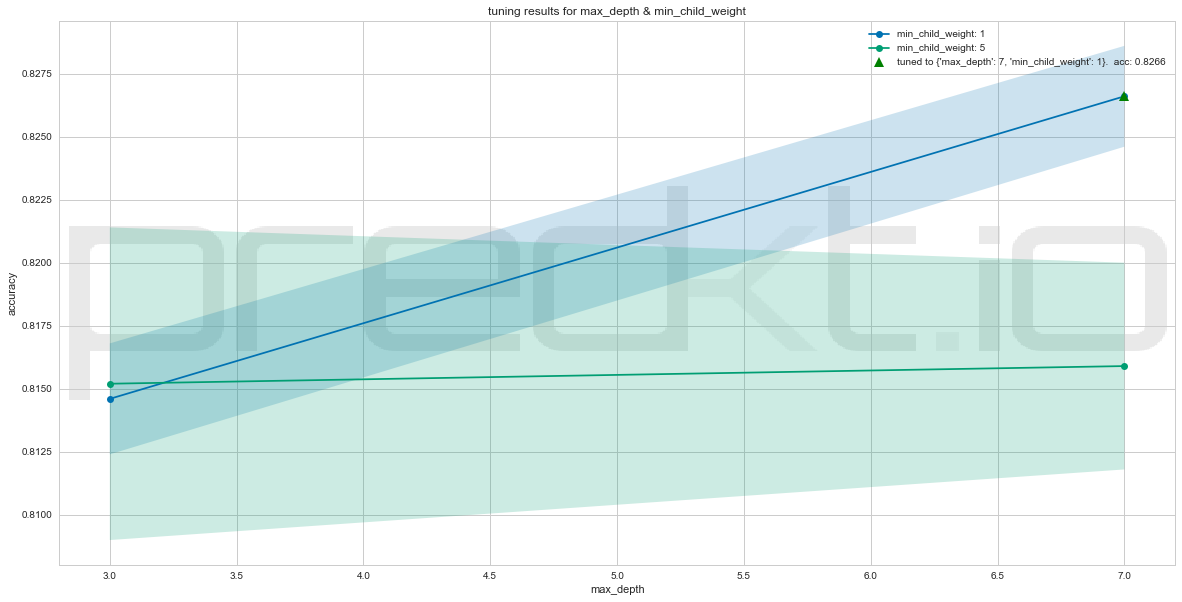 tuning results for max_depth & min_child_weight
min_child_weight: 1
min_child_weight: 5
tuned to {'max_depth': 7, 'min_child_weight': 1}.  acc: 0.8266
accuracy
0.8275
0.8250
0.8225
0.8200
0.8175
0.8150
0.8125
0.8100
preckt.io
3.0 3.5 4.0 4.5 5.0 5.5 6.0 6.5 7.0
max_depth